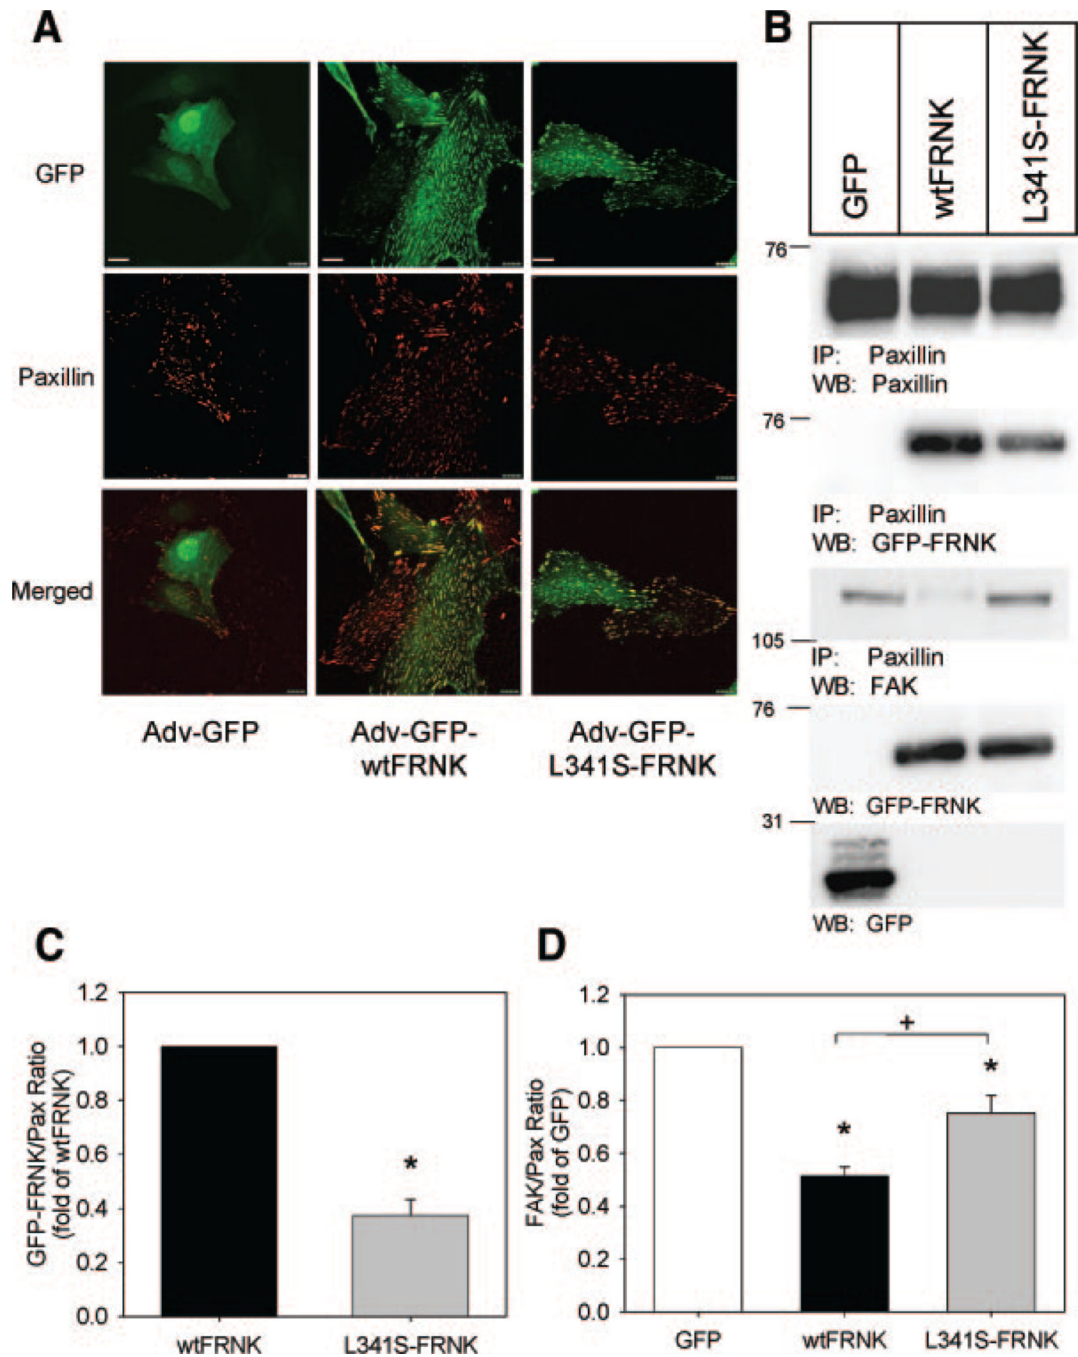 A
GFP
Paxillin
Merged
Adv-GFP
Adv-GFP-
wtFRNK
Adv-GFP-
L341S-FRNK
B
GFP
wtFRNK
L341S-FRNK
76
IP: Paxillin
WB: Paxillin
76
IP: Paxillin
WB: GFP-FRNK
105
IP: Paxillin
WB: FAK
76
WB: GFP-FRNK
31
WB: GFP
C
GFP-FRNK/Pax Ratio
(fold of wtFRNK)
1.2
1.0
0.8
0.6
0.4
0.2
0.0
*
wtFRNK
L341S-FRNK
D
FAK/Pax Ratio
(fold of GFP)
1.2
1.0
0.8
0.6
0.4
0.2
0.0
+
*
*
GFP
wtFRNK
L341S-FRNK